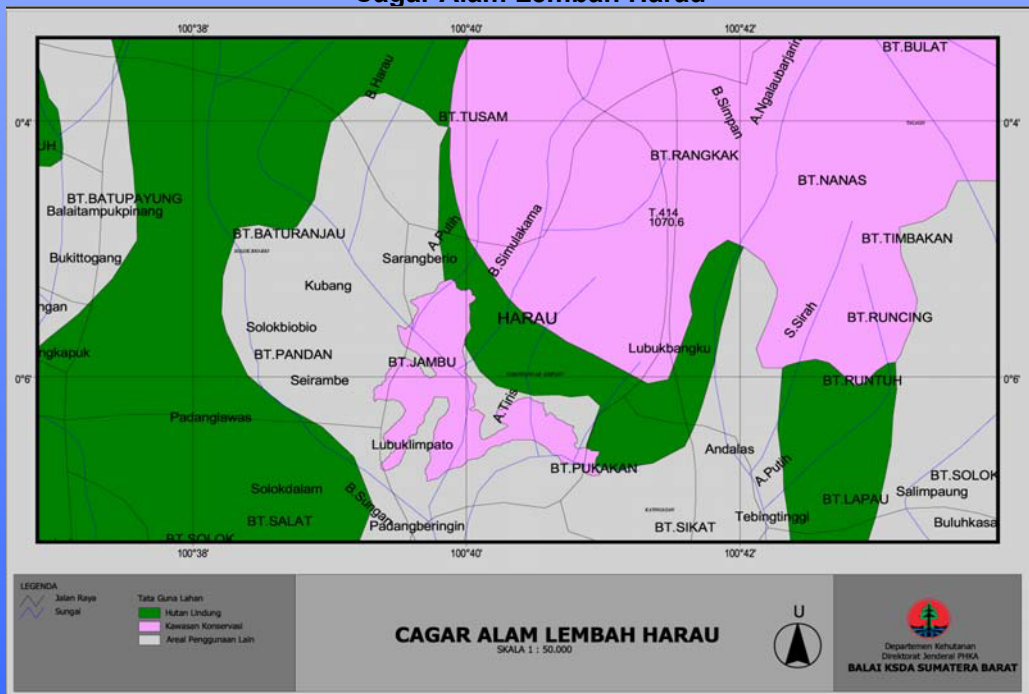 Cagar Alam Lembah Harau
100°38'
100°40'
100°42'
BT.BULAT
B.Harau
A.Ngalaubarjarin
B.Simpan
0°4'
BT.TUSAM
0°4'
UH
BT.RANGKAK
BT.NANAS
BT.BATUPAYUNG
Balaitampukpinang
T.414
1070.6
BT.BATURANJAU
A.Putih
B.Simulakama
BT.TIMBAKAN
Bukittogang
Sarangberio
Kubang
ngan
HARAU
S.Sirah
BT.RUNCING
Solokbiobio
ngkapuk
BT.PANDAN
BT.JAMBU
Lubukbangku
0°6'
Seirambe
BT.RUNTUH
0°6'
Padanglawas
A.Tiris
Lubuklimpato
Andalas
BT.PUKAKAN
A.Putih
BT.SOLOK
Solokdalam
B.Sungan
BT.LAPAU
Salimpaung
BT.SALAT
Padangberingin
BT.SIKAT
Tebingtinggi
Buluhkasa
BT.SOLOK
100°38'
100°40'
100°42'
LEGENDA
Jalan Raya
Sungai
Tata Guna Lahan
Hutan Lindung
Kawasan Konservasi
Areal Penggunaan Lain
CAGAR ALAM LEMBAH HARAU
SKALA 1 : 50.000
U
Departemen Kehutanan
Direktorat Jenderal PHKA
BALAI KSDA SUMATERA BARAT